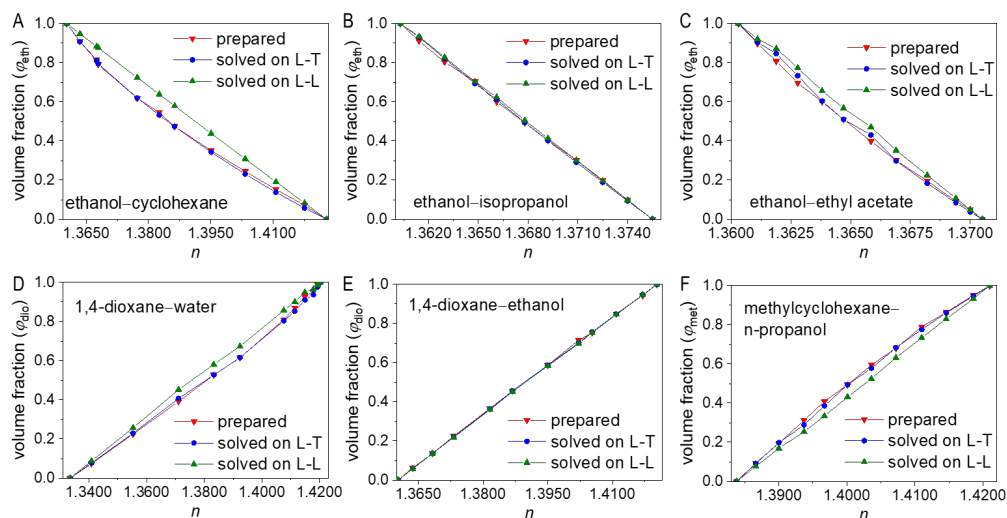 A
1.0
0.8
0.6
0.4
0.2
0.0
volume fraction (φeth)
prepared
solved on L-T
solved on L-L
ethanol–cyclohexane
1.3650 1.3800 1.3950 1.4100
n
B
1.0
0.8
0.6
0.4
0.2
0.0
volume fraction (φeth)
prepared
solved on L-T
solved on L-L
ethanol–isopropanol
1.3620 1.3650 1.3680 1.3710 1.3740
n
C
1.0
0.8
0.6
0.4
0.2
0.0
volume fraction (φeth)
prepared
solved on L-T
solved on L-L
ethanol–ethyl acetate
1.3600 1.3625 1.3650 1.3675 1.3700
n
D
1.0
0.8
0.6
0.4
0.2
0.0
volume fraction (φdio)
1,4-dioxane–water
prepared
solved on L-T
solved on L-L
1.3400 1.3600 1.3800 1.4000 1.4200
n
E
1.0
0.8
0.6
0.4
0.2
0.0
volume fraction (φdio)
1,4-dioxane–ethanol
prepared
solved on L-T
solved on L-L
1.3650 1.3800 1.3950 1.4110
n
F
1.0
0.8
0.6
0.4
0.2
0.0
volume fraction (φmet)
methylcyclohexane–
n-propanol
prepared
solved on L-T
solved on L-L
1.3900 1.4000 1.4120 1.4200
n